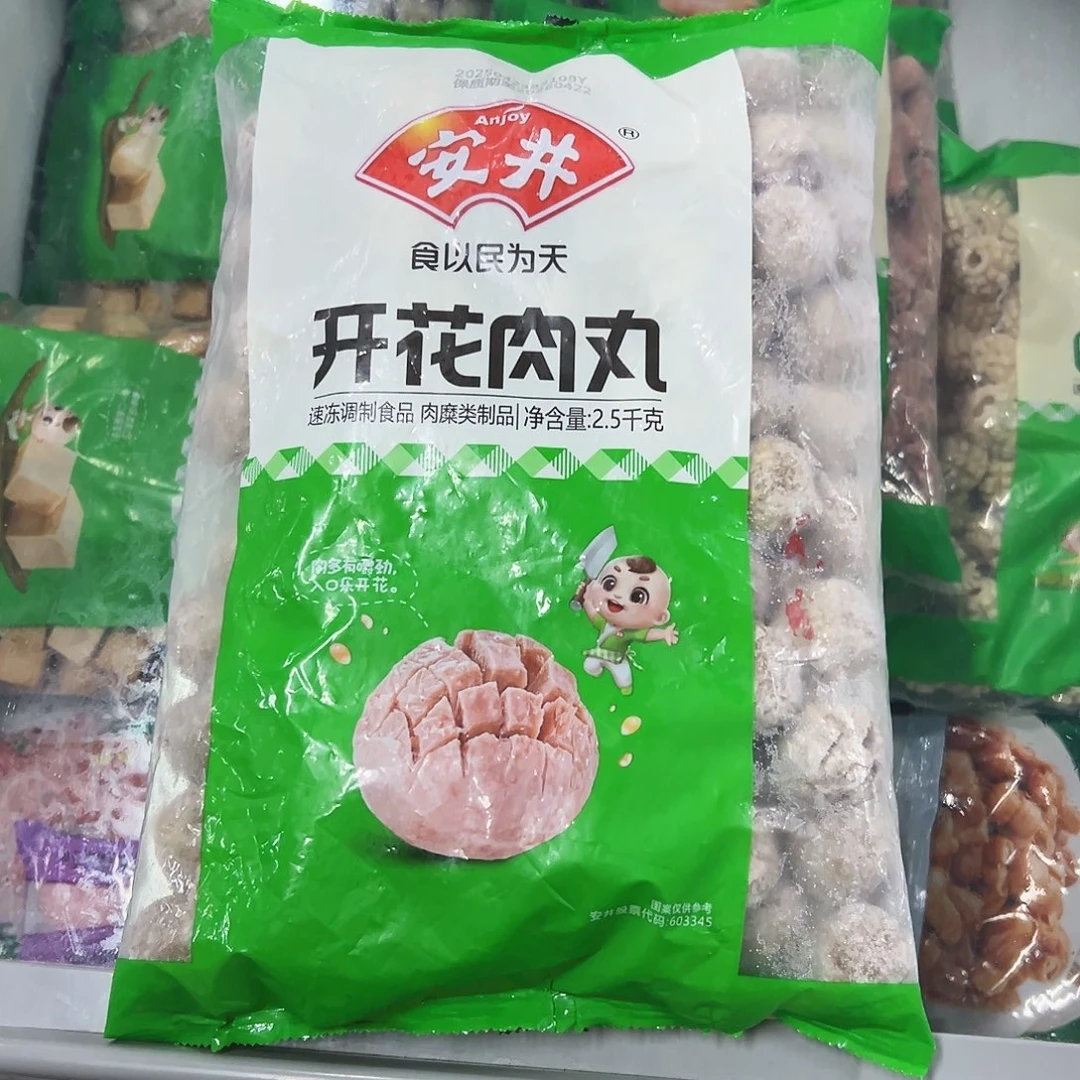 Anjoy
安井®
食以民为天
开花肉丸
速冻调制食品 肉糜类制品|净含量:2.5千克
肉多有嚼劲,
入口乐开花。
图案仅供参考
安井股票代码:603345